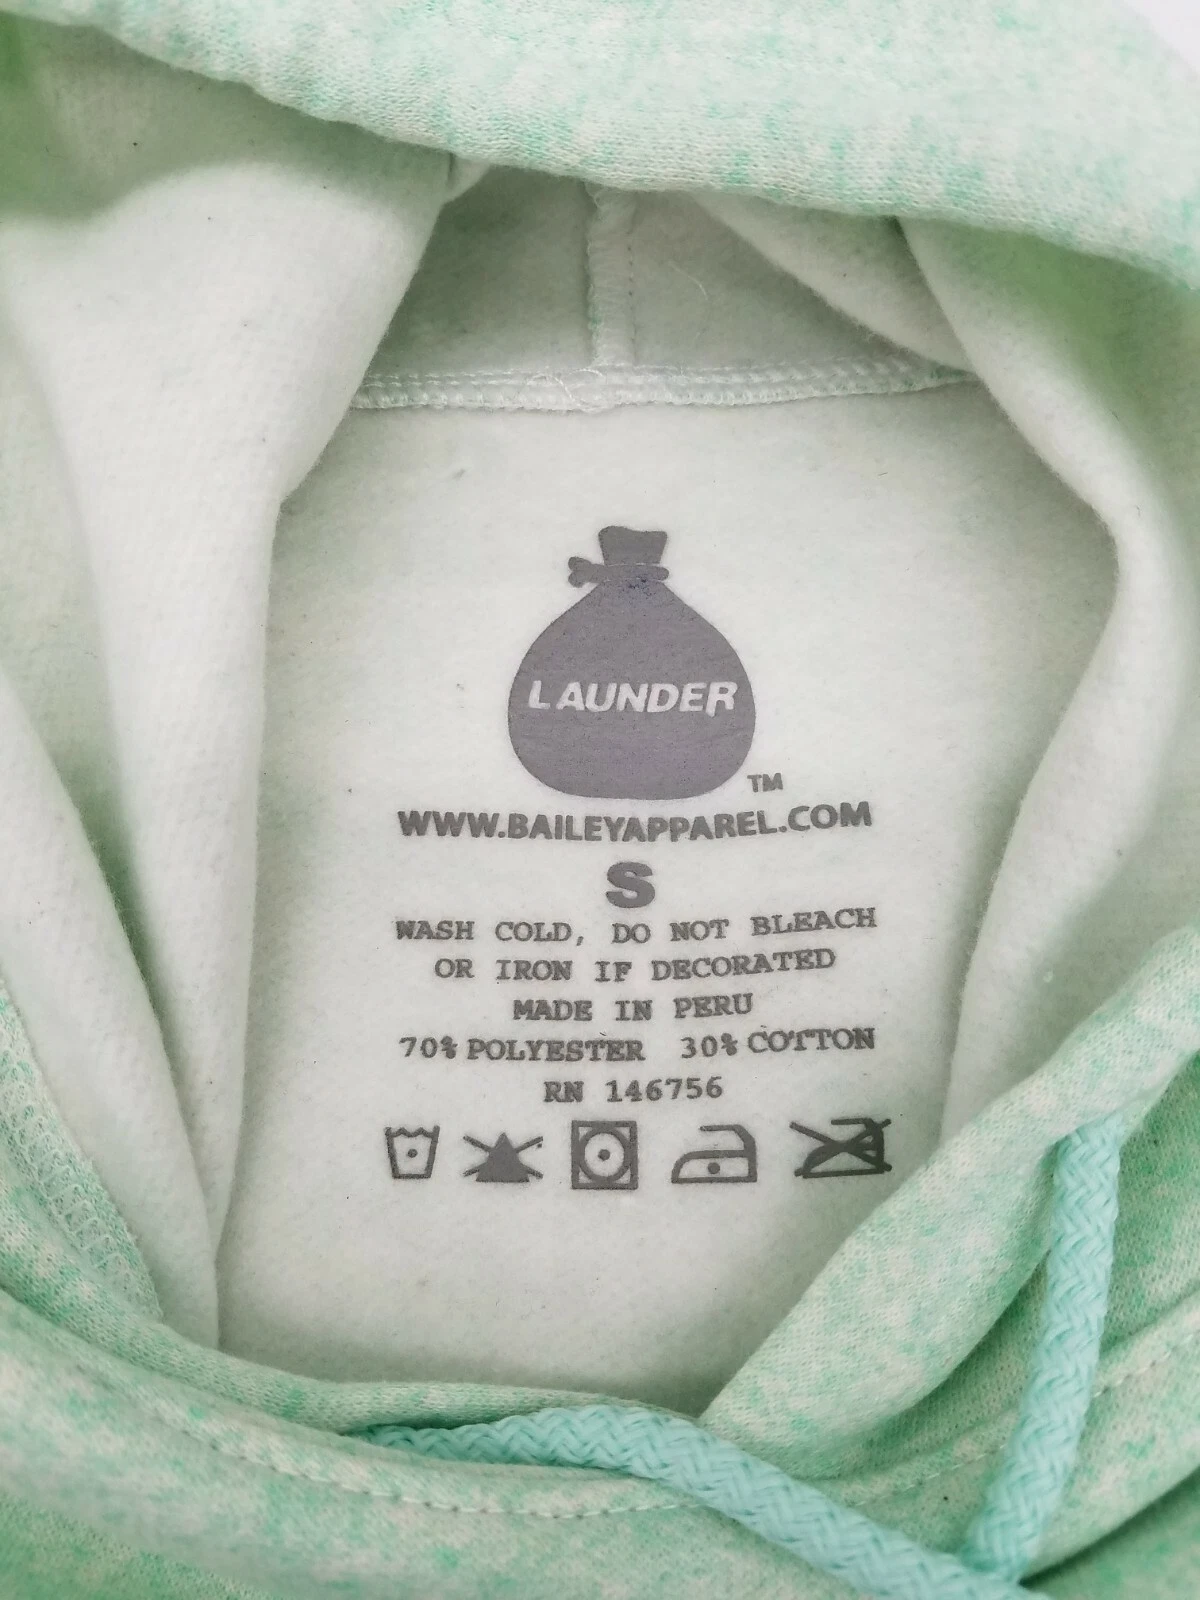 LAUNDER
TM
WWW.BAILEYAPPAREL.COM
S
WASH COLD, DO NOT BLEACH
OR IRON IF DECORATED
MADE IN PERU
70% POLYESTER 30% COTTON
RN 146756